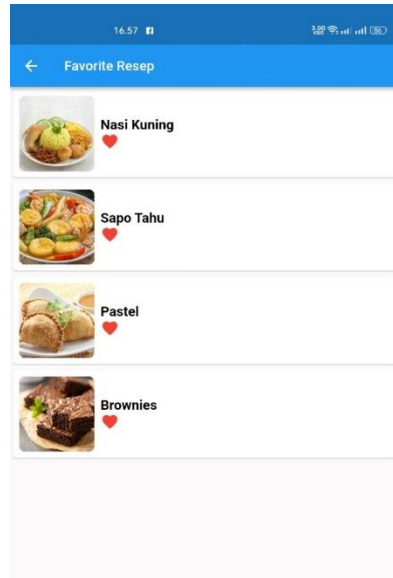 16.57
Favorite Resep
Nasi Kuning
Sapo Tahu
Pastel
Brownies